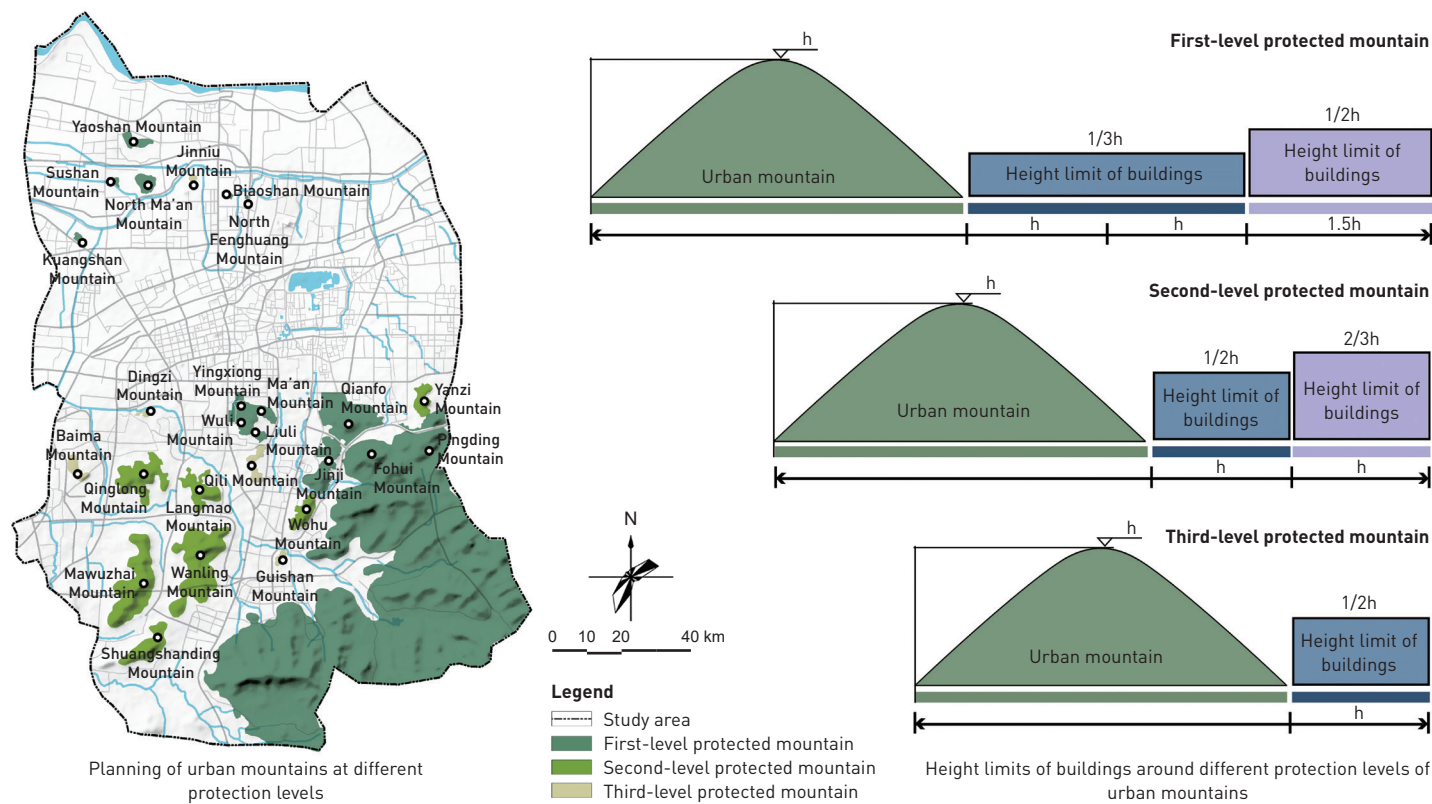 Yaoshan Mountain
Jinniu
Mountain
Sushan
Mountain
Biaoshan Mountain
North Ma'an
Mountain
North
Fenghuang
Mountain
Kuangshan
Mountain
Dingzi
Mountain
Yingxiong
Mountain
Ma'an
Mountain
Qianfo
Mountain
Yanzi
Mountain
Wuli
Mountain
Liuli
Mountain
Baima
Mountain
Pingding
Mountain
Qinglong
Mountain
Qili Mountain
Jinji
Mountain
Fohui
Mountain
Langmao
Mountain
Wohu
Mountain
Mawuzhai
Mountain
Wanling
Mountain
Guishan
Mountain
Shuangshanding
Mountain
Planning of urban mountains at different
protection levels
N
0 10 20 40 km
Legend
Study area
First-level protected mountain
Second-level protected mountain
Third-level protected mountain
First-level protected mountain
h
1/3h
1/2h
Urban mountain
Height limit of buildings
Height limit of
buildings
h h 1.5h
Second-level protected mountain
h
1/2h
2/3h
Urban mountain
Height limit of
buildings
Height limit of
buildings
h h
Third-level protected mountain
h
1/2h
Urban mountain
Height limit of
buildings
h
Height limits of buildings around different protection levels of
urban mountains